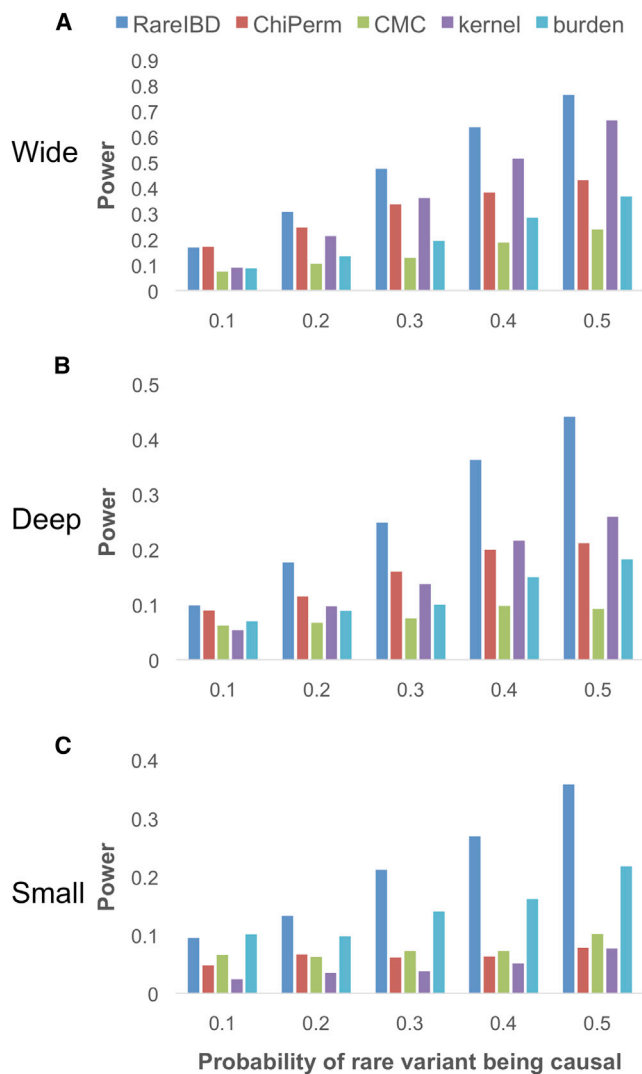 A
RareIBD ChiPerm CMC kernel burden
0.9
0.8
0.7
0.6
0.5
0.4
0.3
0.2
0.1
0
Wide
Power
0.1 0.2 0.3 0.4 0.5
B
0.5
0.4
0.3
0.2
0.1
0
Deep
Power
0.1 0.2 0.3 0.4 0.5
C
0.4
0.3
0.2
0.1
0
Small
Power
0.1 0.2 0.3 0.4 0.5
Probability of rare variant being causal